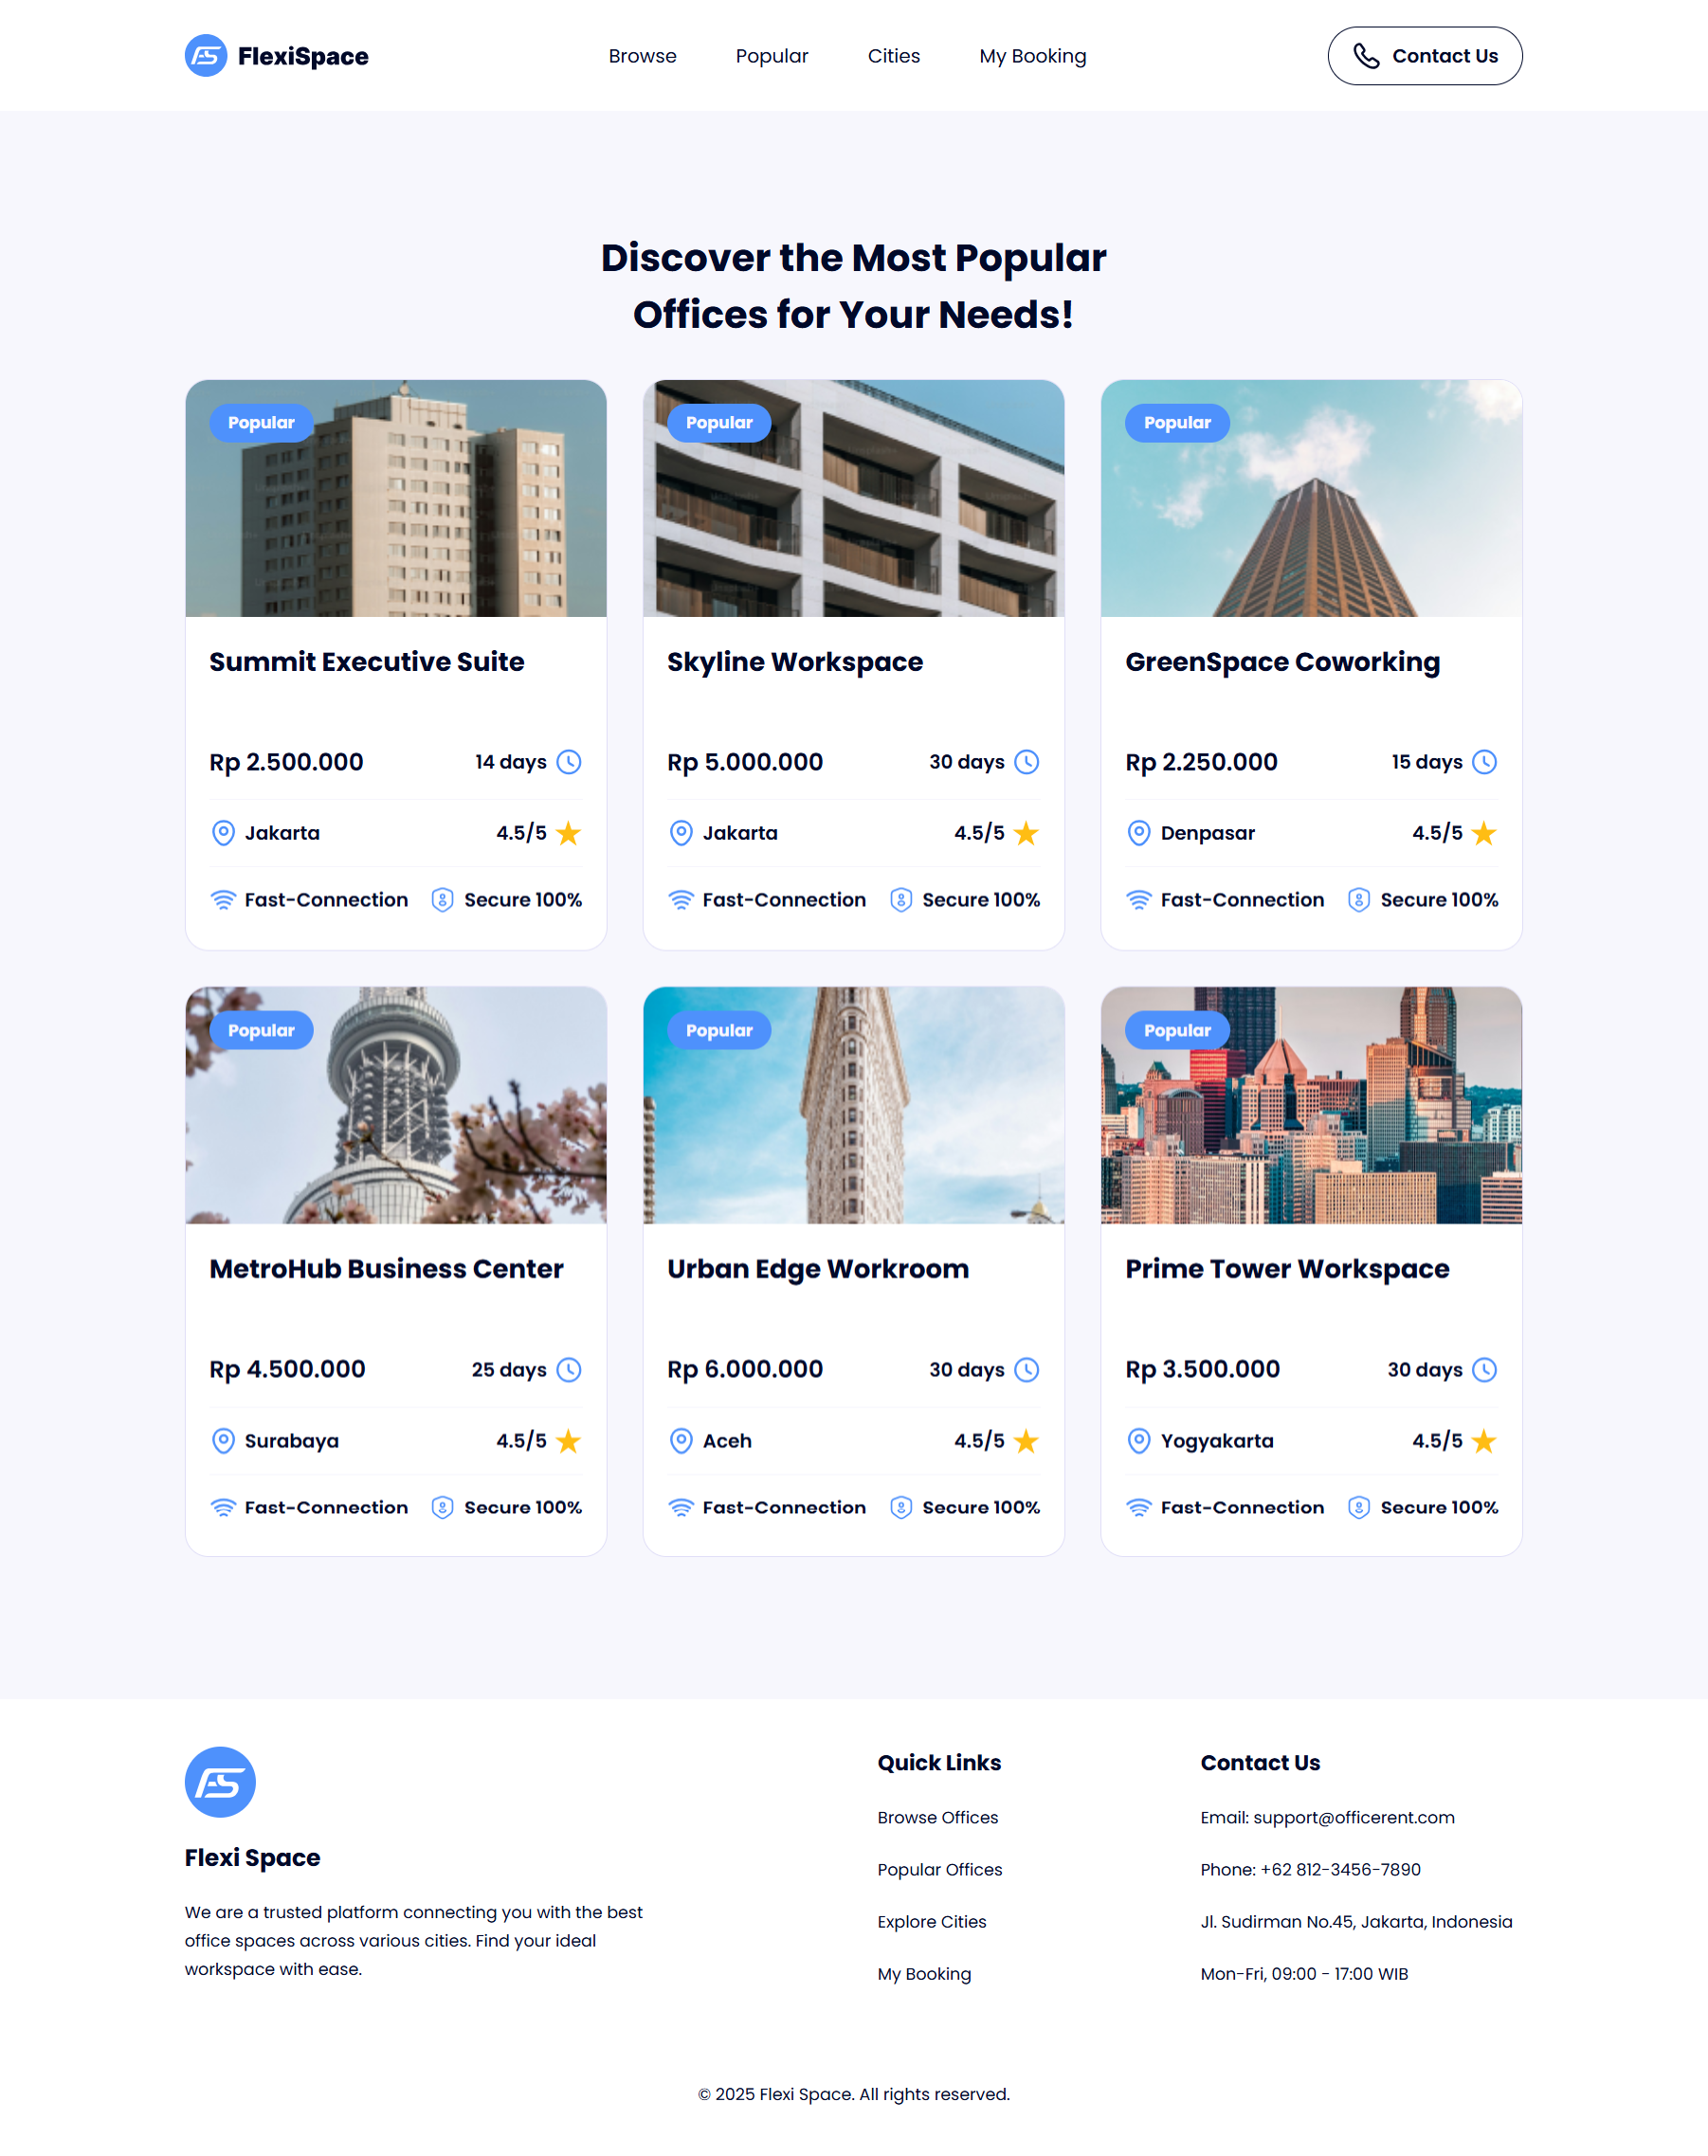 FlexiSpace
Browse
Popular
Cities
My Booking
Contact Us
Discover the Most Popular
Offices for Your Needs!
Popular
Popular
Popular
Summit Executive Suite
Skyline Workspace
GreenSpace Coworking
Rp 2.500.000
14 days
Rp 5.000.000
30 days
Rp 2.250.000
15 days
Jakarta
4.5/5
Jakarta
4.5/5
Denpasar
4.5/5
Fast-Connection
Secure 100%
Fast-Connection
Secure 100%
Fast-Connection
Secure 100%
Popular
Popular
Popular
MetroHub Business Center
Urban Edge Workroom
Prime Tower Workspace
Rp 4.500.000
25 days
Rp 6.000.000
30 days
Rp 3.500.000
30 days
Surabaya
4.5/5
Aceh
4.5/5
Yogyakarta
4.5/5
Fast-Connection
Secure 100%
Fast-Connection
Secure 100%
Fast-Connection
Secure 100%
Flexi Space
We are a trusted platform connecting you with the best
office spaces across various cities. Find your ideal
workspace with ease.
Quick Links
Browse Offices
Popular Offices
Explore Cities
My Booking
Contact Us
Email: support@officerent.com
Phone: +62 812-3456-7890
Jl. Sudirman No.45, Jakarta, Indonesia
Mon-Fri, 09:00 - 17:00 WIB
© 2025 Flexi Space. All rights reserved.